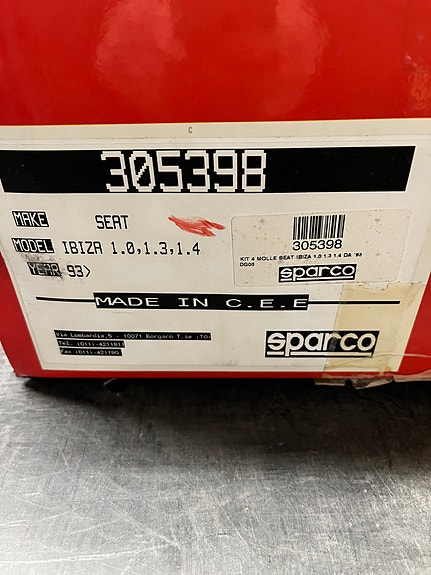 C
305398
MAKE SEAT
MODEL IBIZA 1.0,1.3,1.4
YEAR 93>
305398
KIT 4 MOLLE SEAT IBIZA 1.0 1.3 1.4 DA '93
DG06
sparco
MADE IN C.E.E
Via Lombardia,5 - 10071 Borgaro T.se (TO)
Tel. (011)-4211911
Fax (011)-421190
sparco